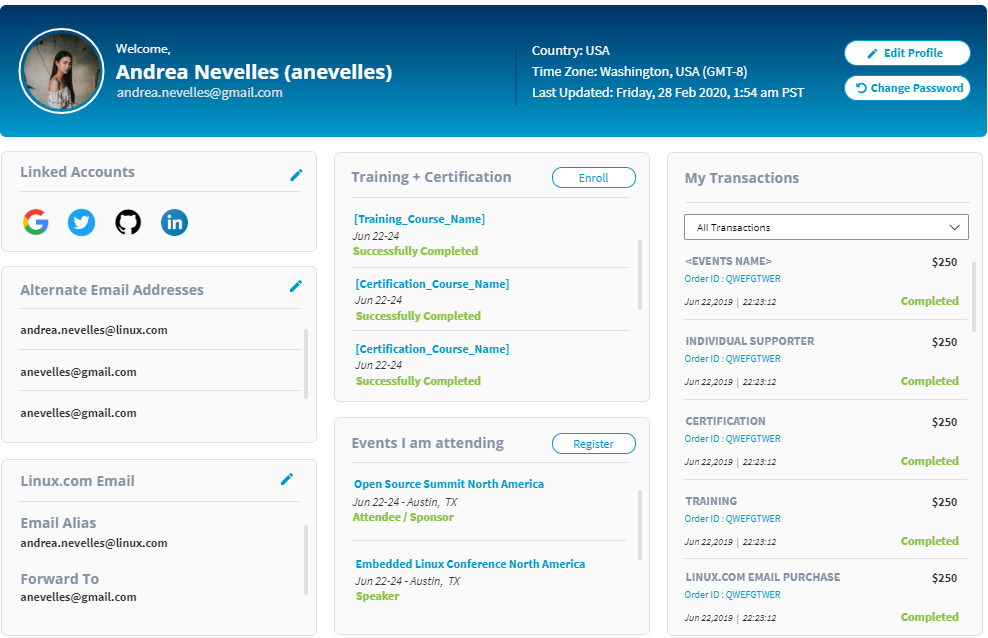 Welcome,
Andrea Nevelles (anevelles)
andrea.nevelles@gmail.com
Country: USA
Time Zone: Washington, USA (GMT-8)
Last Updated: Friday, 28 Feb 2020, 1:54 am PST
Edit Profile
Change Password
Linked Accounts
in
Alternate Email Addresses
andrea.nevelles@linux.com
anevelles@gmail.com
anevelles@gmail.com
Linux.com Email
Email Alias
andrea.nevelles@linux.com
Forward To
anevelles@gmail.com
Training + Certification
Enroll
[Training_Course_Name]
Jun 22-24
Successfully Completed
[Certification_Course_Name]
Jun 22-24
Successfully Completed
[Certification_Course_Name]
Jun 22-24
Successfully Completed
Events I am attending
Register
Open Source Summit North America
Jun 22-24 - Austin, TX
Attendee / Sponsor
Embedded Linux Conference North America
Jun 22-24 - Austin, TX
Speaker
My Transactions
All Transactions
<EVENTS NAME> $250
Order ID : QWEFGTWER
Jun 22,2019 | 22:23:12 Completed
INDIVIDUAL SUPPORTER $250
Order ID : QWEFGTWER
Jun 22,2019 | 22:23:12 Completed
CERTIFICATION $250
Order ID : QWEFGTWER
Jun 22,2019 | 22:23:12 Completed
TRAINING $250
Order ID : QWEFGTWER
Jun 22,2019 | 22:23:12 Completed
LINUX.COM EMAIL PURCHASE $250
Order ID : QWEFGTWER
Jun 22,2019 | 22:23:12 Completed